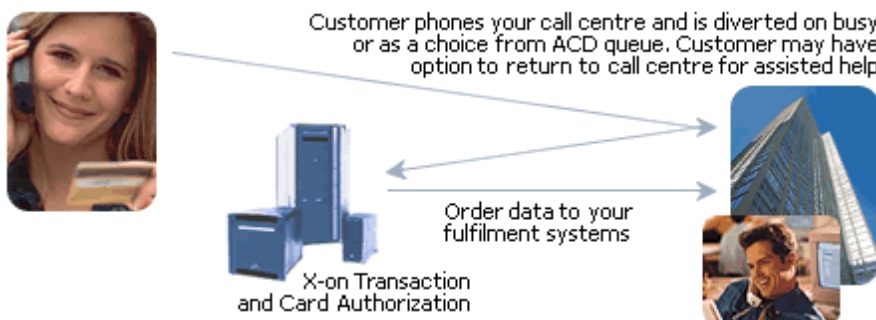 Customer phones your call centre and is diverted on busy
or as a choice from ACD queue. Customer may have
option to return to call centre for assisted help
Order data to your
fulfilment systems
X-on Transaction
and Card Authorization